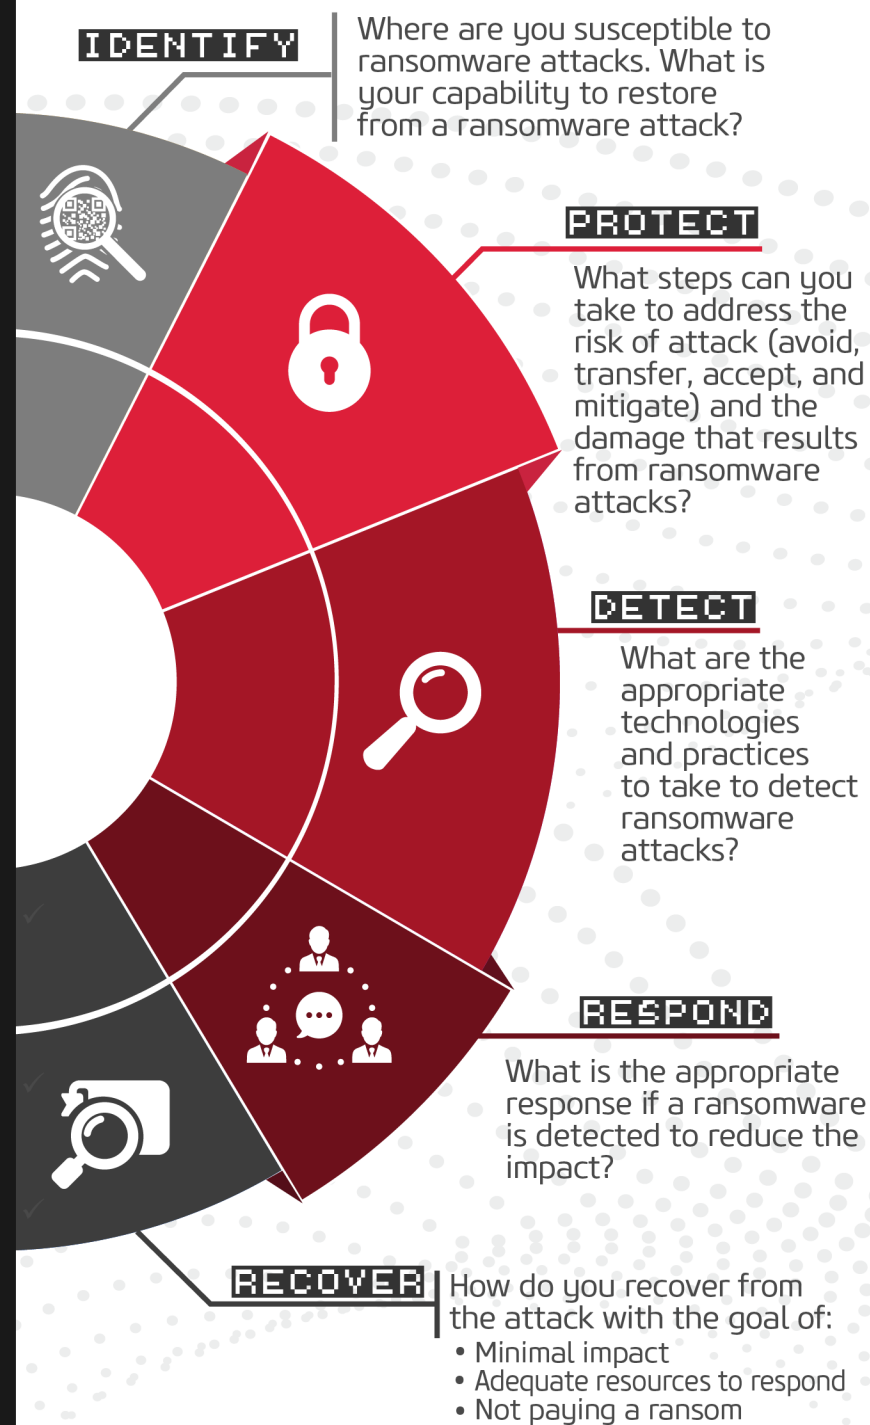 IDENTIFY
Where are you susceptible to
ransomware attacks. What is
your capability to restore
from a ransomware attack?
PROTECT
What steps can you
take to address the
risk of attack (avoid,
transfer, accept, and
mitigate) and the
damage that results
from ransomware
attacks?
DETECT
What are the
appropriate
technologies
and practices
to take to detect
ransomware
attacks?
RESPOND
What is the appropriate
response if a ransomware
is detected to reduce the
impact?
RECOVER
How do you recover from
the attack with the goal of:
• Minimal impact
• Adequate resources to respond
• Not paying a ransom